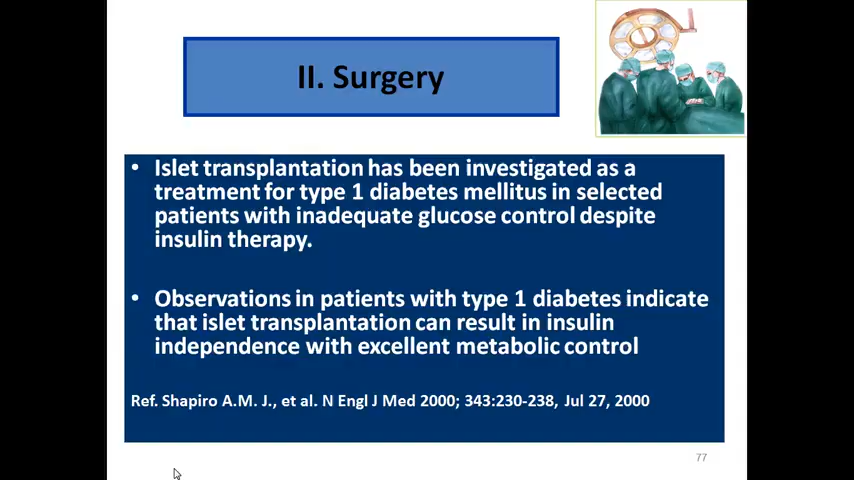 II. Surgery
• Islet transplantation has been investigated as a
treatment for type 1 diabetes mellitus in selected
patients with inadequate glucose control despite
insulin therapy.
• Observations in patients with type 1 diabetes indicate
that islet transplantation can result in insulin
independence with excellent metabolic control
Ref. Shapiro A.M. J., et al. N Engl J Med 2000; 343:230-238, Jul 27, 2000
77